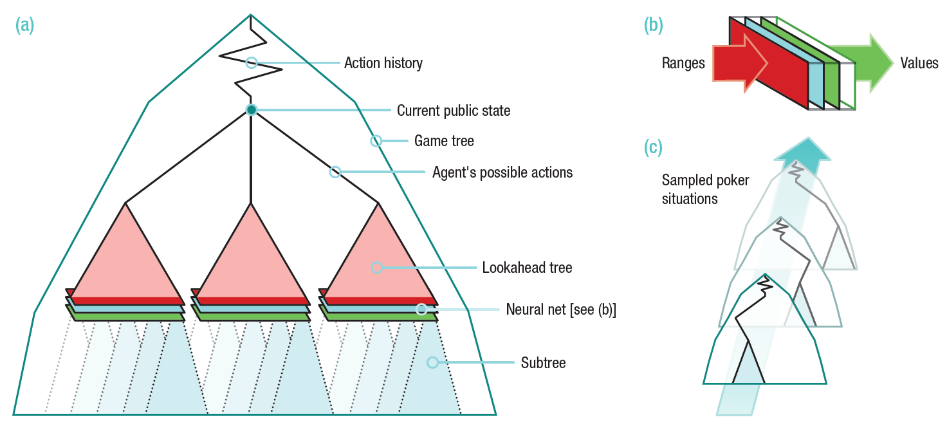 (a)
Action history
Current public state
Game tree
Agent's possible actions
Lookahead tree
Neural net [see (b)]
Subtree
(b)
Ranges
Values
(c)
Sampled poker
situations